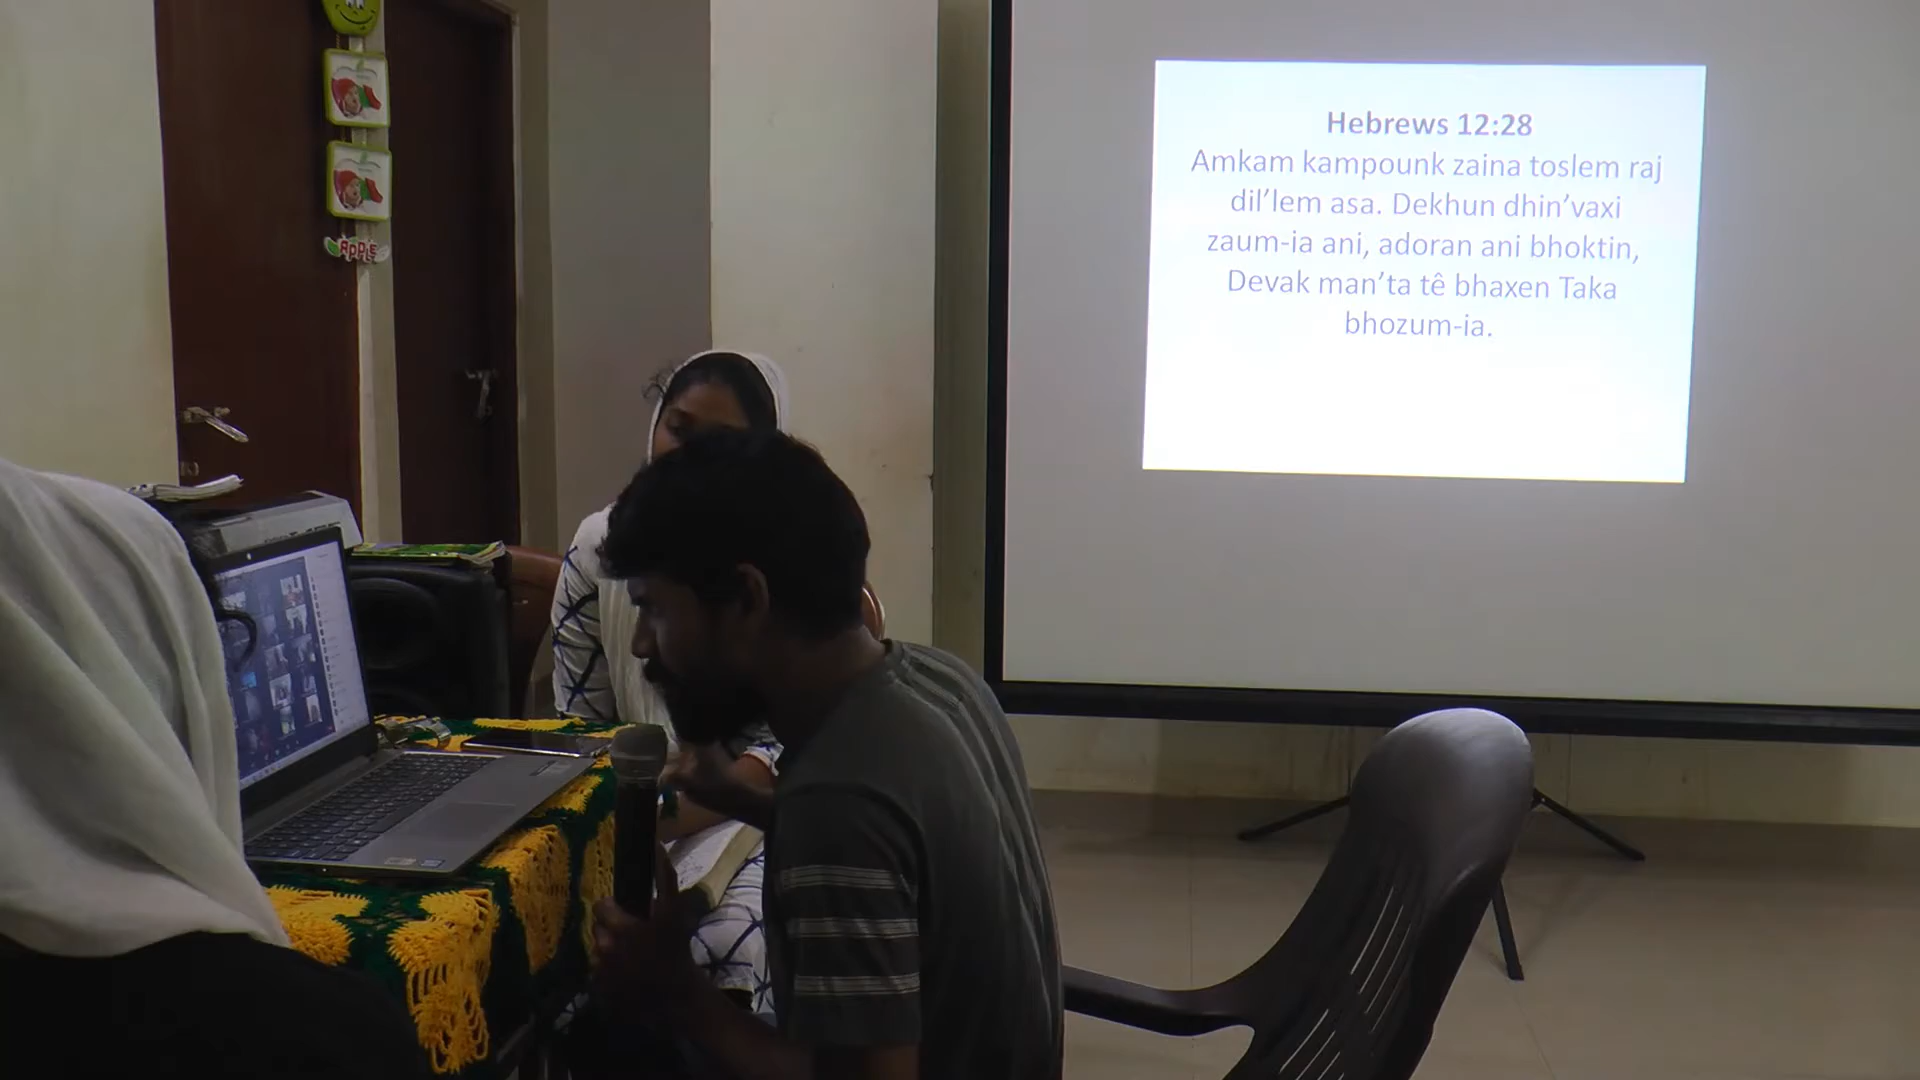 APPLE
Hebrews 12:28
Amkam kampounk zaina toslem raj
dil’lem asa. Dekhun dhin’vaxi
zaum-ia ani, adoran ani bhoktin,
Devak man’ta tê bhaxen Taka
bhozum-ia.